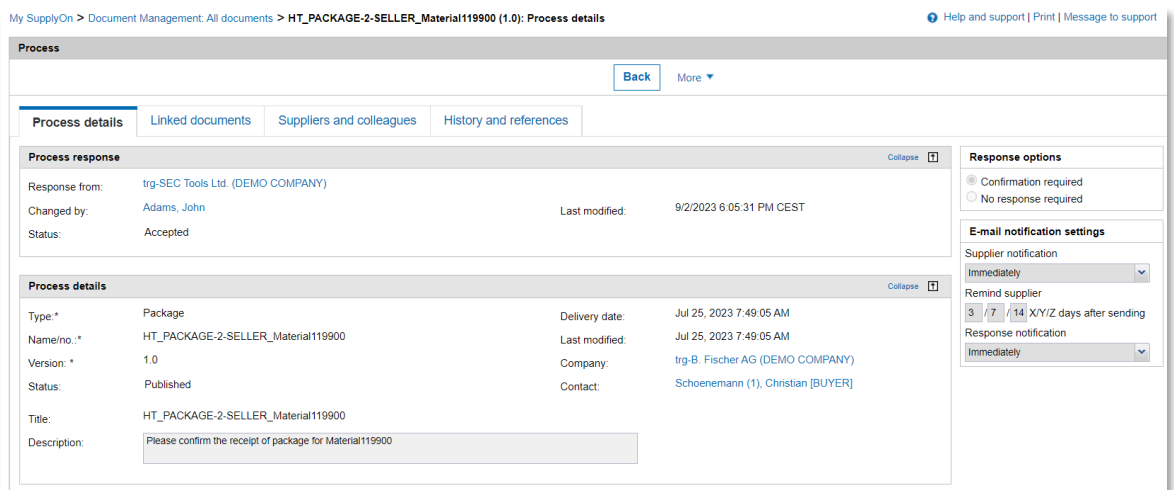 My SupplyOn > Document Management: All documents > HT_PACKAGE-2-SELLER_Material119900 (1.0): Process details
Help and support | Print | Message to support
Process
Back More
Process details Linked documents Suppliers and colleagues History and references
Process response Collapse
Response from: trg-SEC Tools Ltd. (DEMO COMPANY)
Changed by: Adams, John Last modified: 9/2/2023 6:05:31 PM CEST
Status: Accepted
Process details Collapse
Type:* Package Delivery date: Jul 25, 2023 7:49:05 AM
Name/no.:* HT_PACKAGE-2-SELLER_Material119900 Last modified: Jul 25, 2023 7:49:05 AM
Version: * 1.0 Company: trg-B. Fischer AG (DEMO COMPANY)
Status: Published Contact: Schoenemann (1), Christian [BUYER]
Title: HT_PACKAGE-2-SELLER_Material119900
Description: Please confirm the receipt of package for Material119900
Response options
Confirmation required
No response required
E-mail notification settings
Supplier notification
Immediately
Remind supplier
3 / 7 / 14 X/Y/Z days after sending
Response notification
Immediately